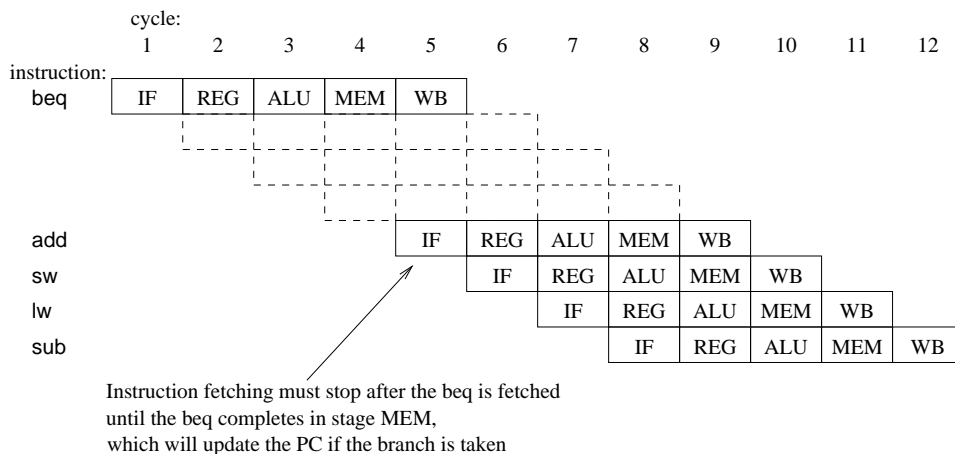 cycle:
1 2 3 4 5 6 7 8 9 10 11 12
instruction:
beq IF REG ALU MEM WB
add IF REG ALU MEM WB
sw IF REG ALU MEM WB
lw IF REG ALU MEM WB
sub IF REG ALU MEM WB
Instruction fetching must stop after the beq is fetched
until the beq completes in stage MEM,
which will update the PC if the branch is taken